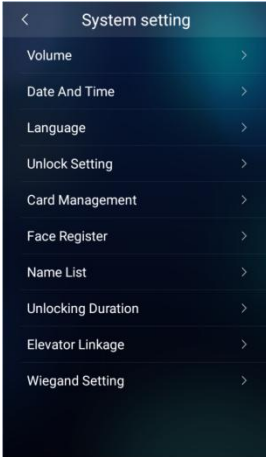 System setting
Volume
Date And Time
Language
Unlock Setting
Card Management
Face Register
Name List
Unlocking Duration
Elevator Linkage
Wiegand Setting